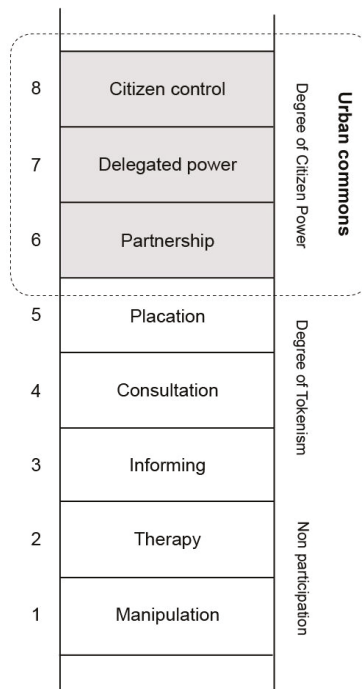 8 Citizen control
7 Delegated power
6 Partnership
5 Placation
4 Consultation
3 Informing
2 Therapy
1 Manipulation
Degree of Citizen Power
Urban commons
Degree of Tokenism
Non participation